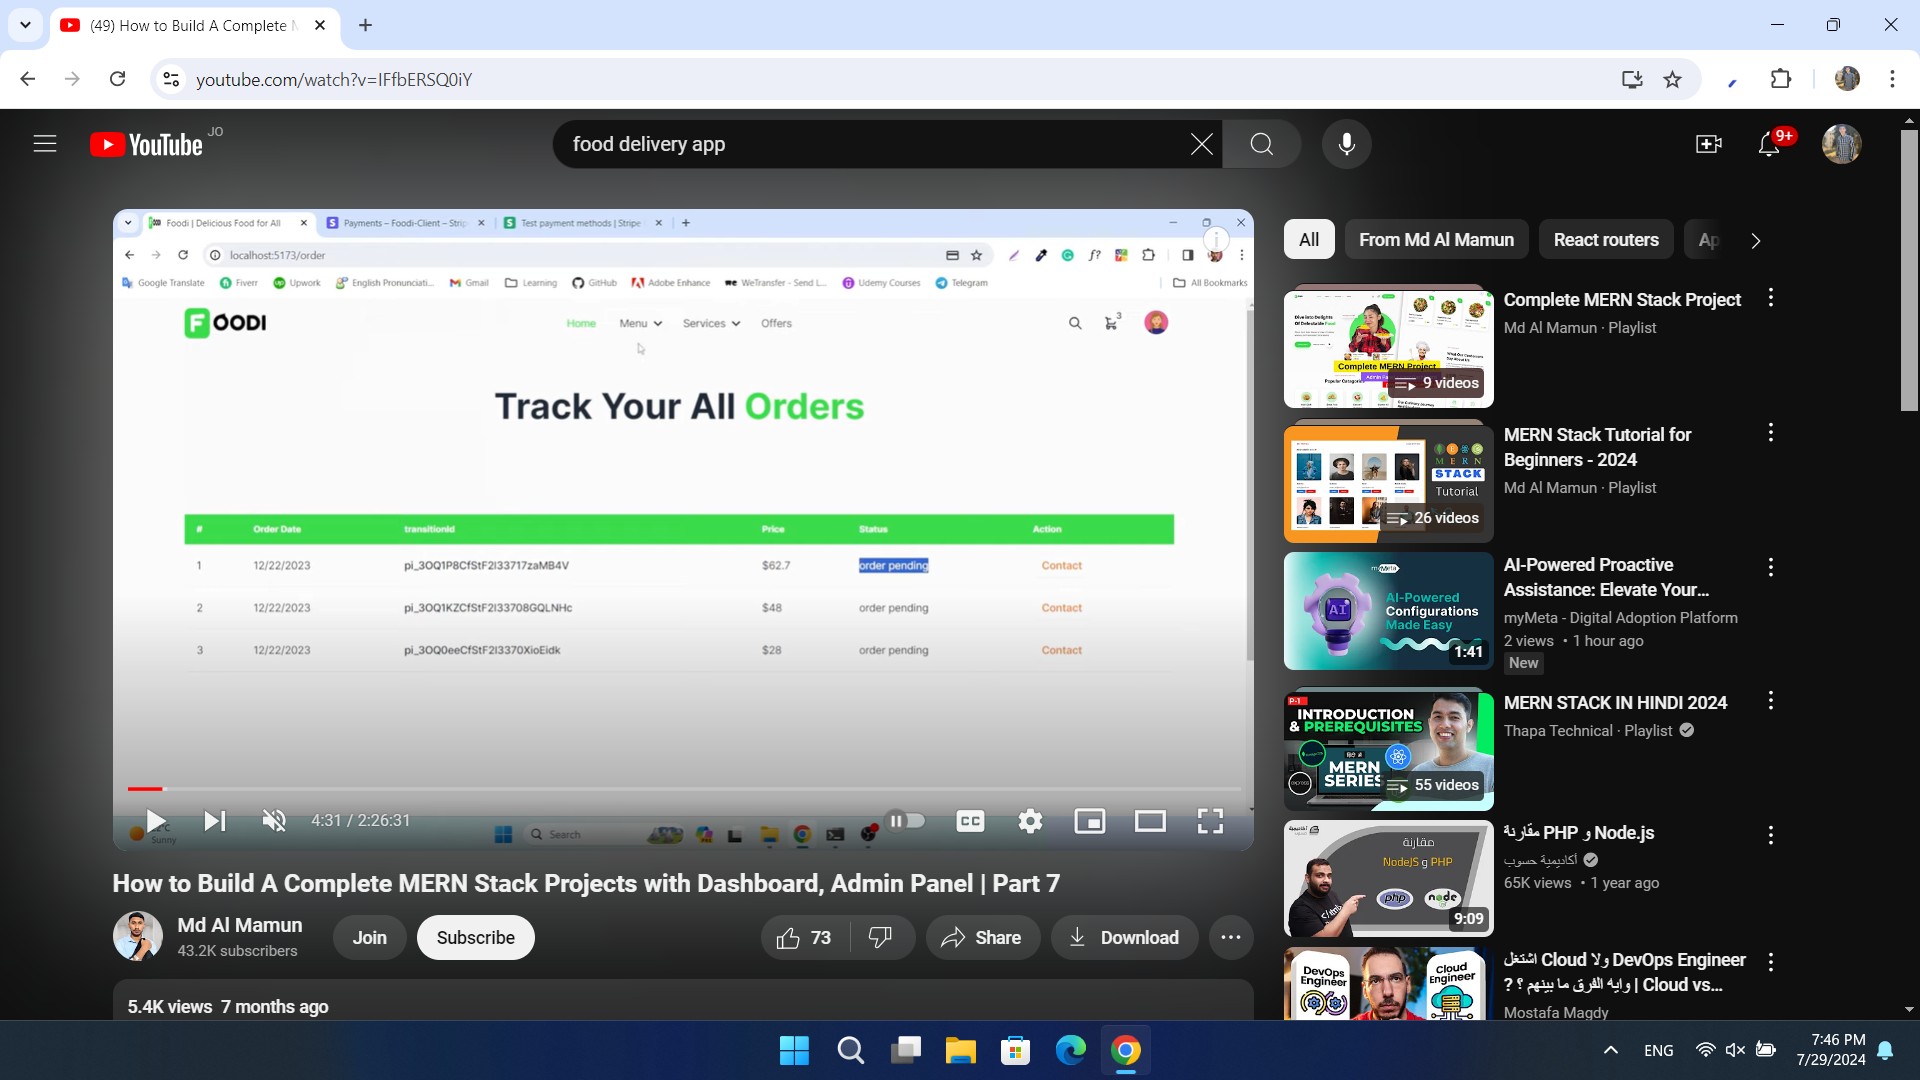 (49) How to Build A Complete M
youtube.com/watch?v=IFfbERSQ0iY
YouTube JO
food delivery app
9+
Foodi | Delicious Food for All
Payments – Foodi-Client – Strip
Test payment methods | Stripe
localhost:5173/order
Google Translate Fiverr Upwork English Pronunciati... Gmail Learning GitHub Adobe Enhance WeTransfer - Send L... Udemy Courses Telegram All Bookmarks
FOODI
Home Menu Services Offers
3
Track Your All Orders
# Order Date transitionId Price Status Action
1 12/22/2023 pi_3OQ1P8CfStF2I33717zaMB4V $62.7 order pending Contact
2 12/22/2023 pi_3OQ1KZCfStF2I33708GQLNHc $48 order pending Contact
3 12/22/2023 pi_3OQ0eeCfStF2I3370XioEidk $28 order pending Contact
4:31 / 2:26:31
CC
Sunny
Search
How to Build A Complete MERN Stack Projects with Dashboard, Admin Panel | Part 7
Md Al Mamun
43.2K subscribers
Join
Subscribe
73
Share
Download
5.4K views 7 months ago
All
From Md Al Mamun
React routers
Ap
Complete MERN Project
9 videos
Complete MERN Stack Project
Md Al Mamun · Playlist
MERN
STACK
Tutorial
26 videos
MERN Stack Tutorial for
Beginners - 2024
Md Al Mamun · Playlist
myMeta
AI
AI-Powered
Configurations
Made Easy
1:41
AI-Powered Proactive
Assistance: Elevate Your...
myMeta - Digital Adoption Platform
2 views • 1 hour ago
New
P-1
INTRODUCTION
& PREREQUISITES
MERN
SERIES
55 videos
MERN STACK IN HINDI 2024
Thapa Technical · Playlist
مقارنة
NodeJS و PHP
php
node
9:09
مقارنة PHP و Node.js
أكاديمية حسوب
65K views • 1 year ago
DevOps
Engineer
Cloud
Engineer
اشتغل Cloud ولا DevOps Engineer
? وايه الفرق ما بينهم ؟ | Cloud vs...
Mostafa Magdy
ENG
7:46 PM
7/29/2024